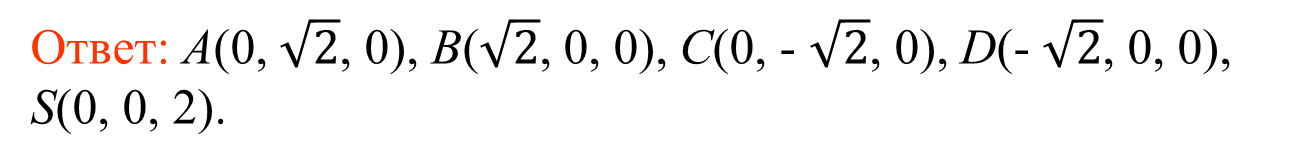 Ответ: A(0, √2, 0), B(√2, 0, 0), C(0, - √2, 0), D(- √2, 0, 0),
S(0, 0, 2).